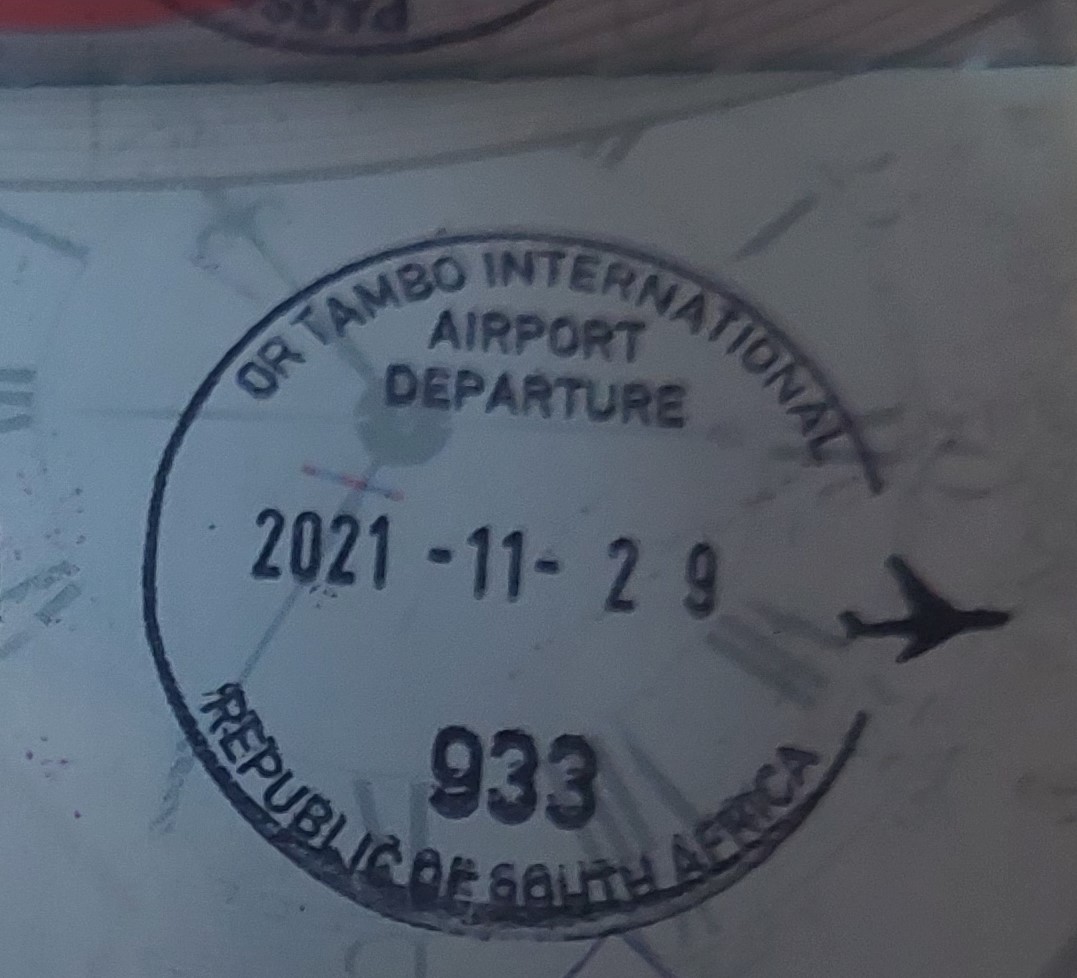 OR TAMBO INTERNATIONAL
AIRPORT
DEPARTURE
2021 -11- 2 9
933
REPUBLIC OF SOUTH AFRICA